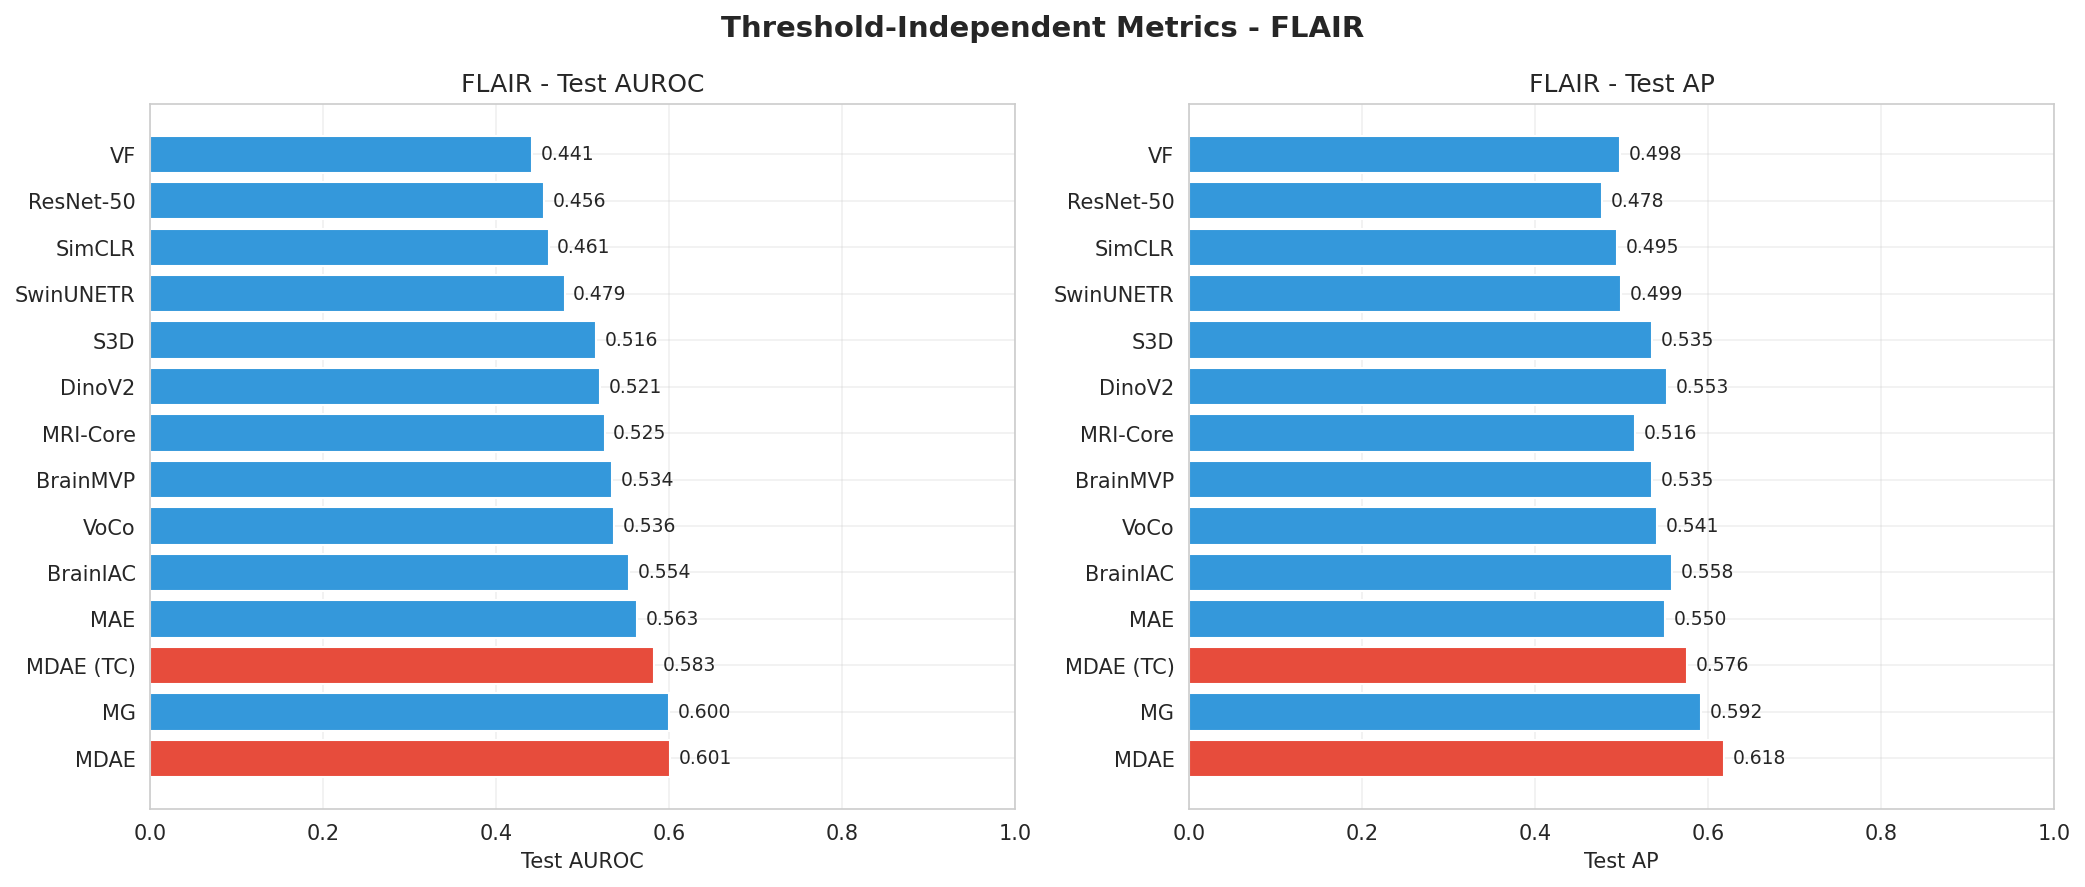 Threshold-Independent Metrics - FLAIR
FLAIR - Test AUROC
VF 0.441
ResNet-50 0.456
SimCLR 0.461
SwinUNETR 0.479
S3D 0.516
DinoV2 0.521
MRI-Core 0.525
BrainMVP 0.534
VoCo 0.536
BrainIAC 0.554
MAE 0.563
MDAE (TC) 0.583
MG 0.600
MDAE 0.601
0.0 0.2 0.4 0.6 0.8 1.0
Test AUROC
FLAIR - Test AP
VF 0.498
ResNet-50 0.478
SimCLR 0.495
SwinUNETR 0.499
S3D 0.535
DinoV2 0.553
MRI-Core 0.516
BrainMVP 0.535
VoCo 0.541
BrainIAC 0.558
MAE 0.550
MDAE (TC) 0.576
MG 0.592
MDAE 0.618
0.0 0.2 0.4 0.6 0.8 1.0
Test AP